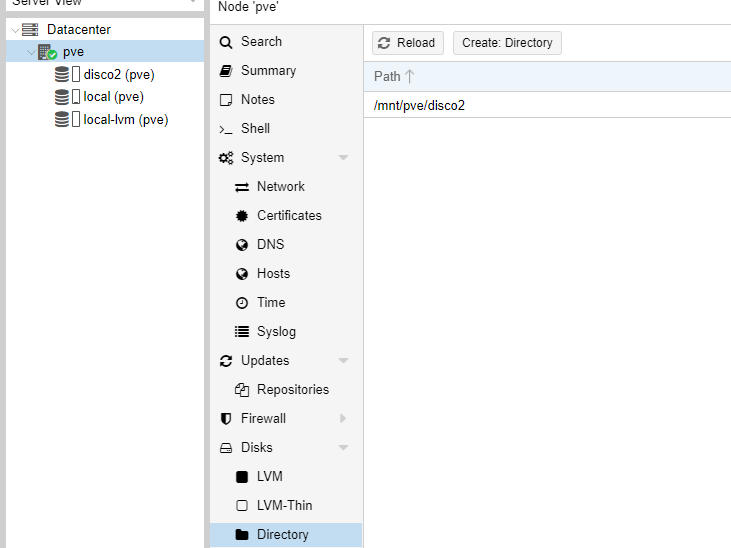 Server View
Datacenter
pve
disco2 (pve)
local (pve)
local-lvm (pve)
Node 'pve'
Search
Summary
Notes
Shell
System
Network
Certificates
DNS
Hosts
Time
Syslog
Updates
Repositories
Firewall
Disks
LVM
LVM-Thin
Directory
Reload
Create: Directory
Path
/mnt/pve/disco2